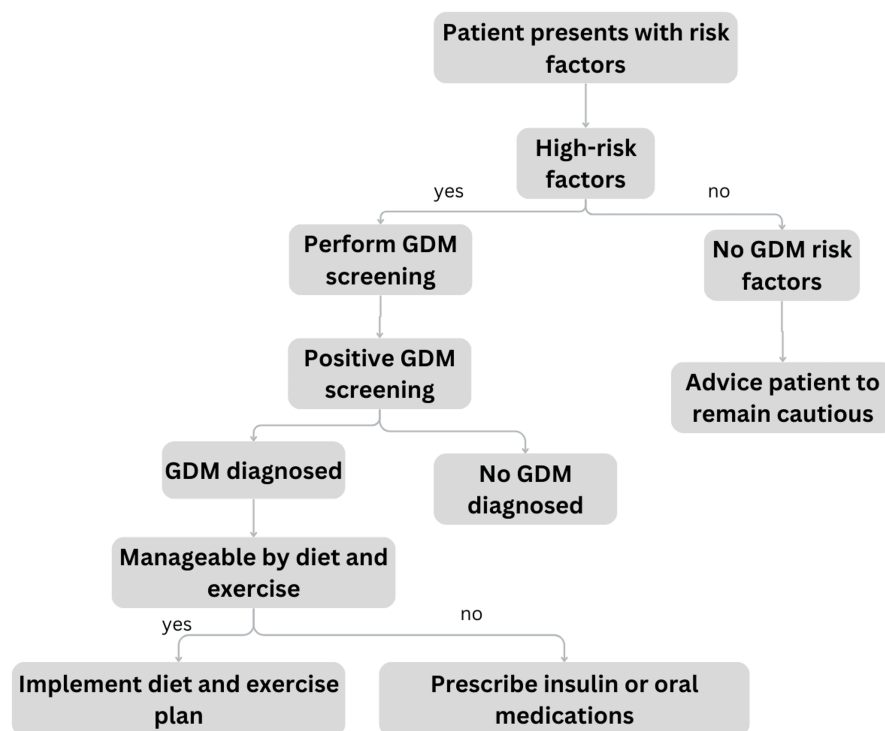 Patient presents with risk
factors
High-risk
factors
yes
no
Perform GDM
screening
No GDM risk
factors
Positive GDM
screening
Advice patient to
remain cautious
GDM diagnosed
No GDM
diagnosed
Manageable by diet and
exercise
yes
no
Implement diet and exercise
plan
Prescribe insulin or oral
medications